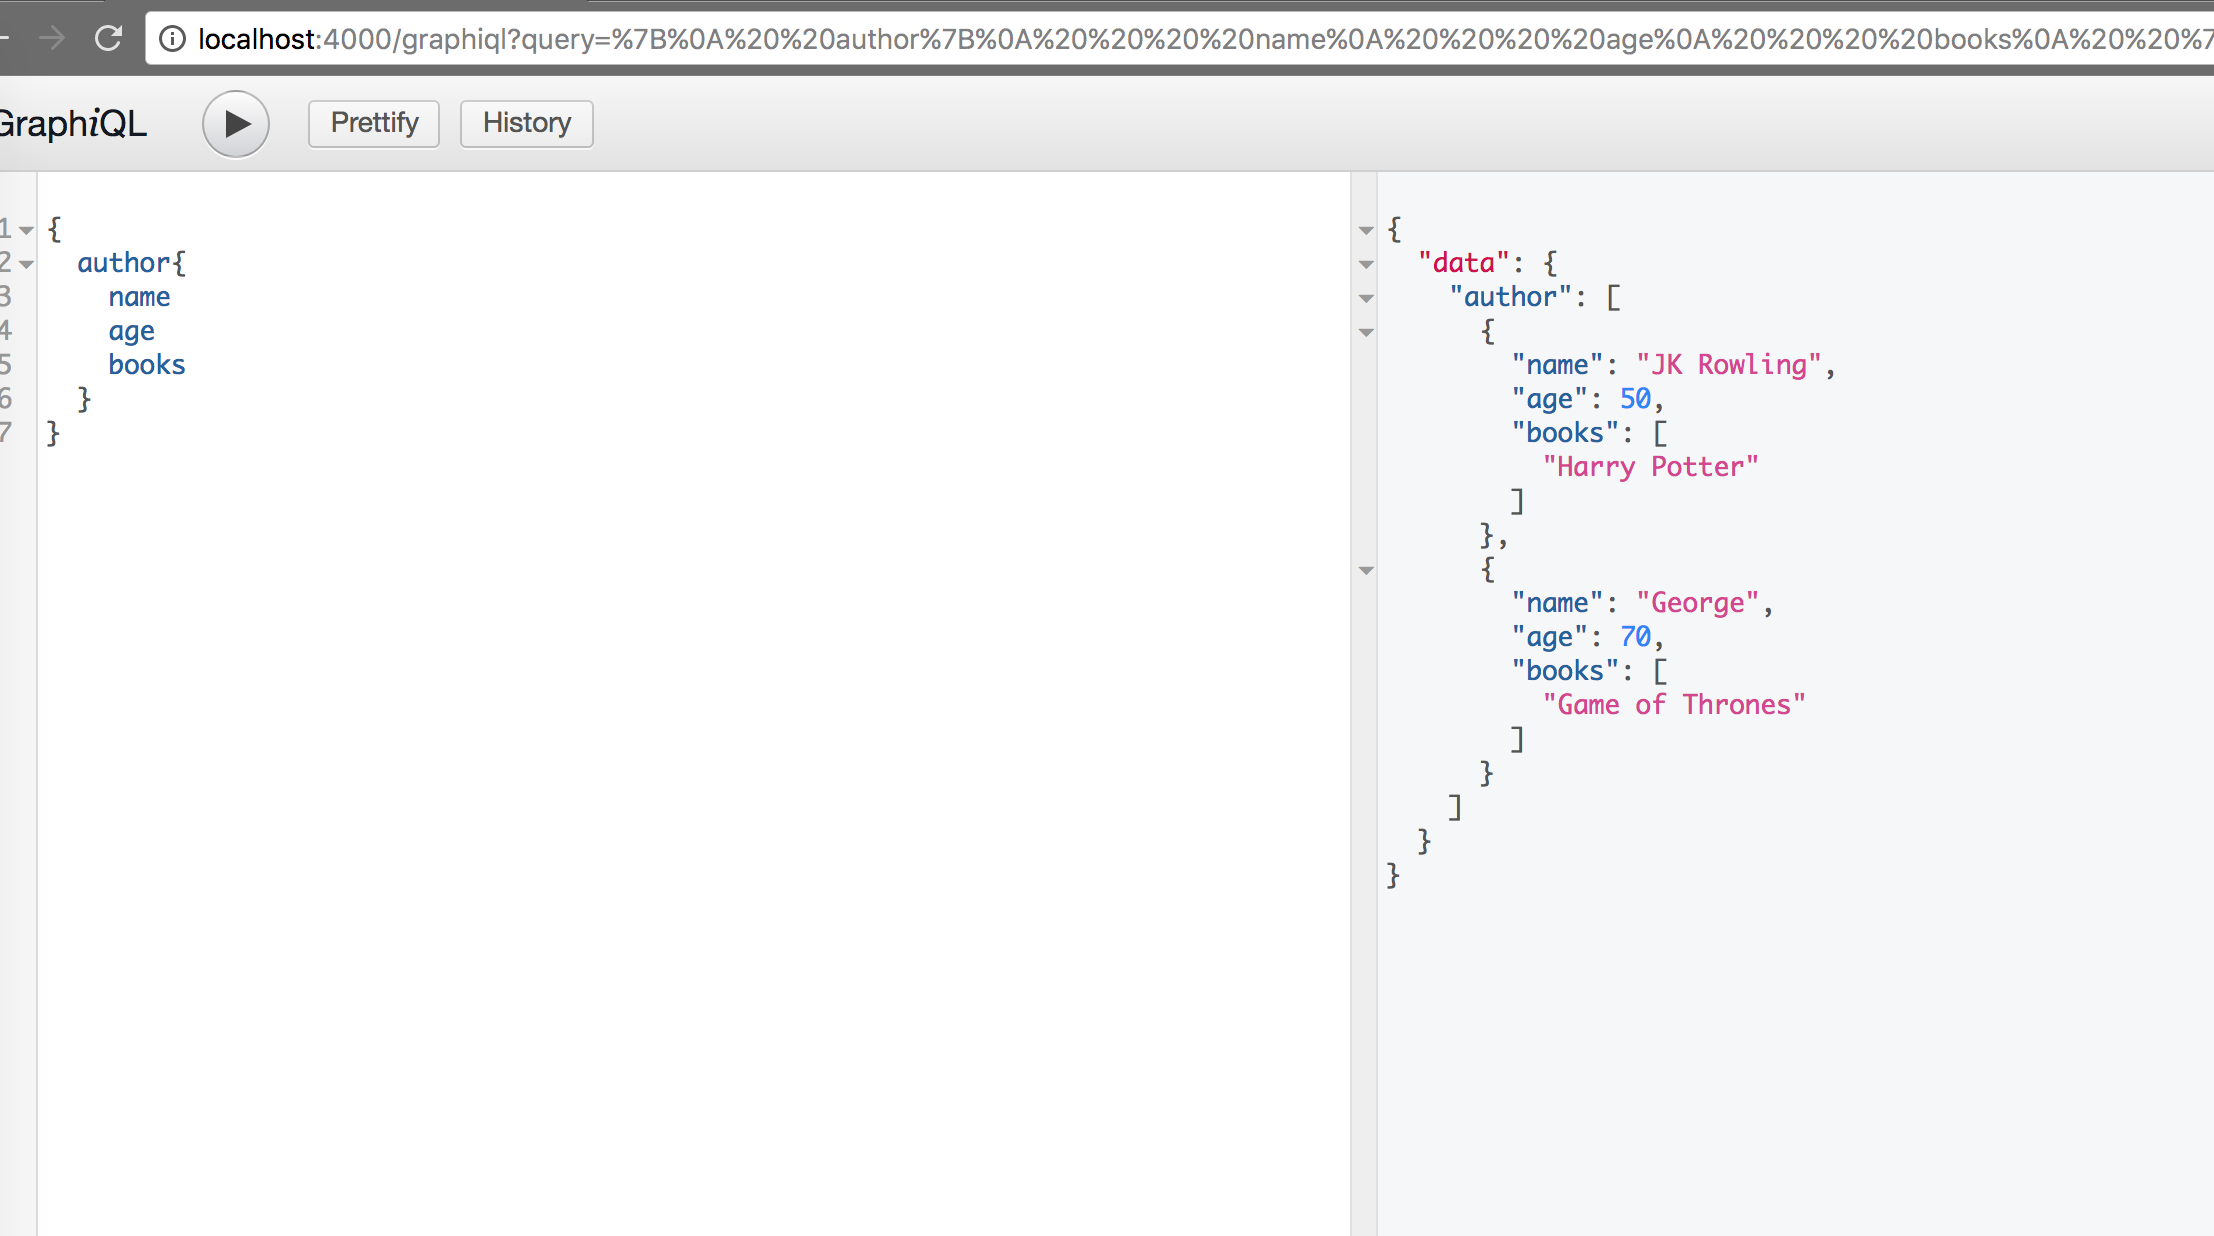 localhost:4000/graphiql?query=%7B%0A%20%20author%7B%0A%20%20%20%20name%0A%20%20%20%20age%0A%20%20%20%20books%0A%20%20%7
GraphiQL Prettify History
1 {
2   author{
3     name
4     age
5     books
6   }
7 }
{
  "data": {
    "author": [
      {
        "name": "JK Rowling",
        "age": 50,
        "books": [
          "Harry Potter"
        ]
      },
      {
        "name": "George",
        "age": 70,
        "books": [
          "Game of Thrones"
        ]
      }
    ]
  }
}